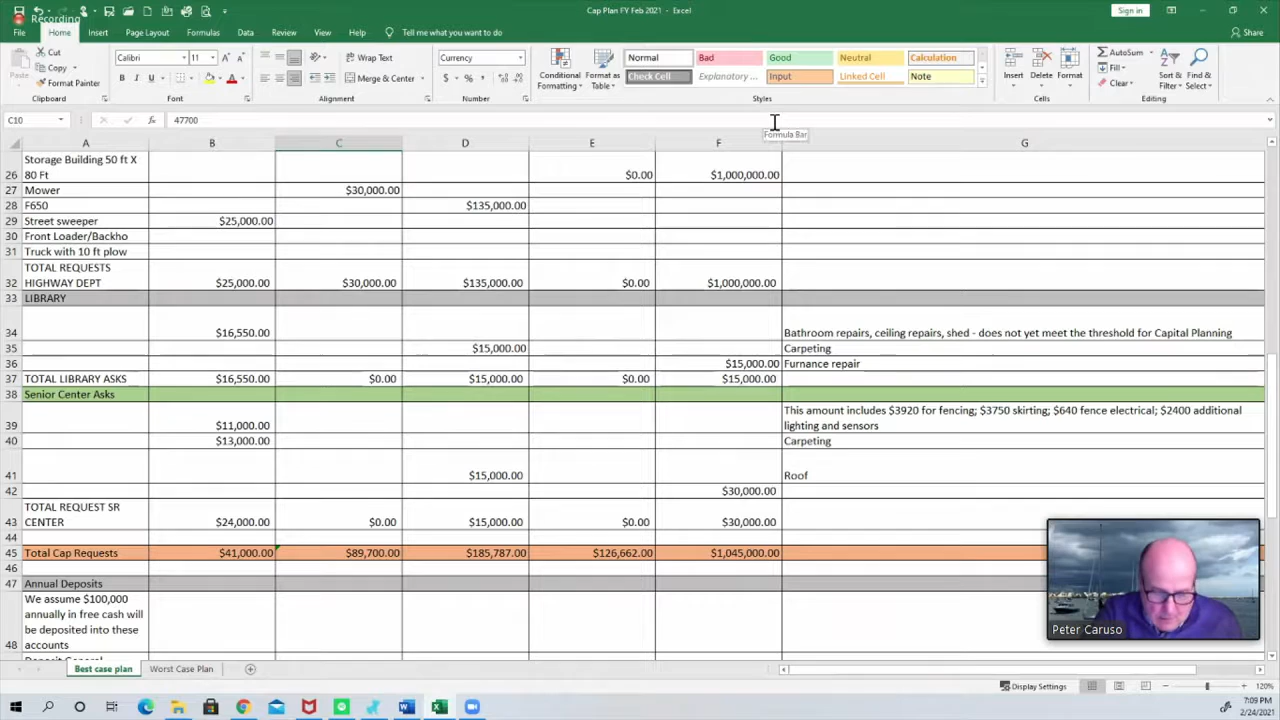 Recording
Cap Plan FY Feb 2021 - Excel
Sign in
File Home Insert Page Layout Formulas Data Review View Help Tell me what you want to do Share
Paste
Cut
Copy
Format Painter
Clipboard
Calibri 11
B I U A
Font
Wrap Text
Merge & Center
Alignment
Currency
$ % ,
Number
Conditional Formatting
Format as Table
Normal Bad Good Neutral Calculation
Check Cell Explanatory ... Input Linked Cell Note
Styles
Insert Delete Format
Cells
AutoSum
Fill
Clear
Sort & Filter
Find & Select
Editing
C10 fx 47700
Formula Bar
A B C D E F G
26 Storage Building 50 ft X 80 Ft $0.00 $1,000,000.00
27 Mower $30,000.00
28 F650 $135,000.00
29 Street sweeper $25,000.00
30 Front Loader/Backho
31 Truck with 10 ft plow
32 TOTAL REQUESTS HIGHWAY DEPT $25,000.00 $30,000.00 $135,000.00 $0.00 $1,000,000.00
33 LIBRARY
34 $16,550.00 Bathroom repairs, ceiling repairs, shed - does not yet meet the threshold for Capital Planning
35 $15,000.00 Carpeting
36 $15,000.00 Furnance repair
37 TOTAL LIBRARY ASKS $16,550.00 $0.00 $15,000.00 $0.00 $15,000.00
38 Senior Center Asks
39 $11,000.00 This amount includes $3920 for fencing; $3750 skirting; $640 fence electrical; $2400 additional lighting and sensors
40 $13,000.00 Carpeting
41 $15,000.00 Roof
42 $30,000.00
43 TOTAL REQUEST SR CENTER $24,000.00 $0.00 $15,000.00 $0.00 $30,000.00
44
45 Total Cap Requests $41,000.00 $89,700.00 $185,787.00 $126,662.00 $1,045,000.00
46
47 Annual Deposits
48 We assume $100,000 annually in free cash will be deposited into these accounts
Peter Caruso
Best case plan Worst Case Plan
Display Settings 120%
7:09 PM
2/24/2021